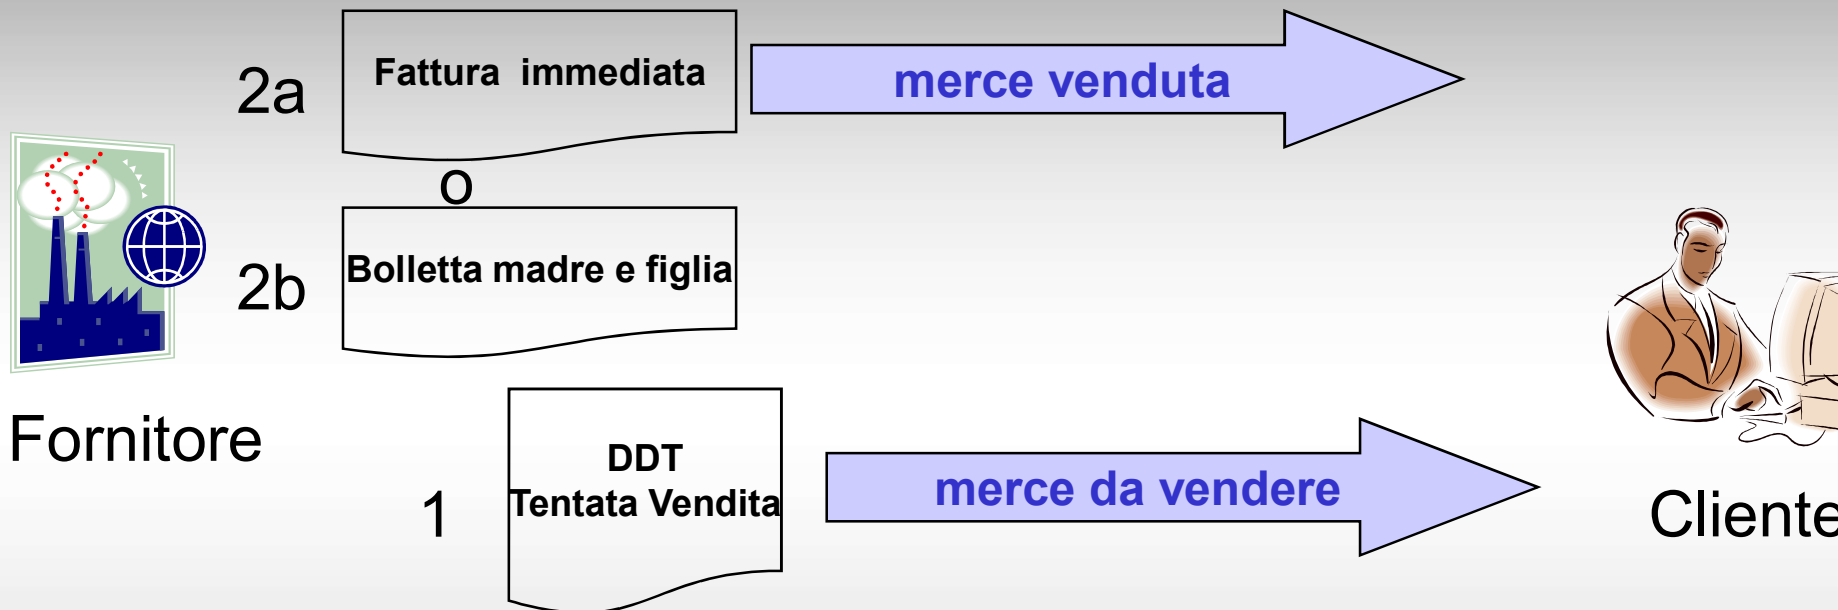 2a
Fattura immediata
merce venduta
o
2b
Bolletta madre e figlia
Fornitore
1
DDT
Tentata Vendita
merce da vendere
Cliente